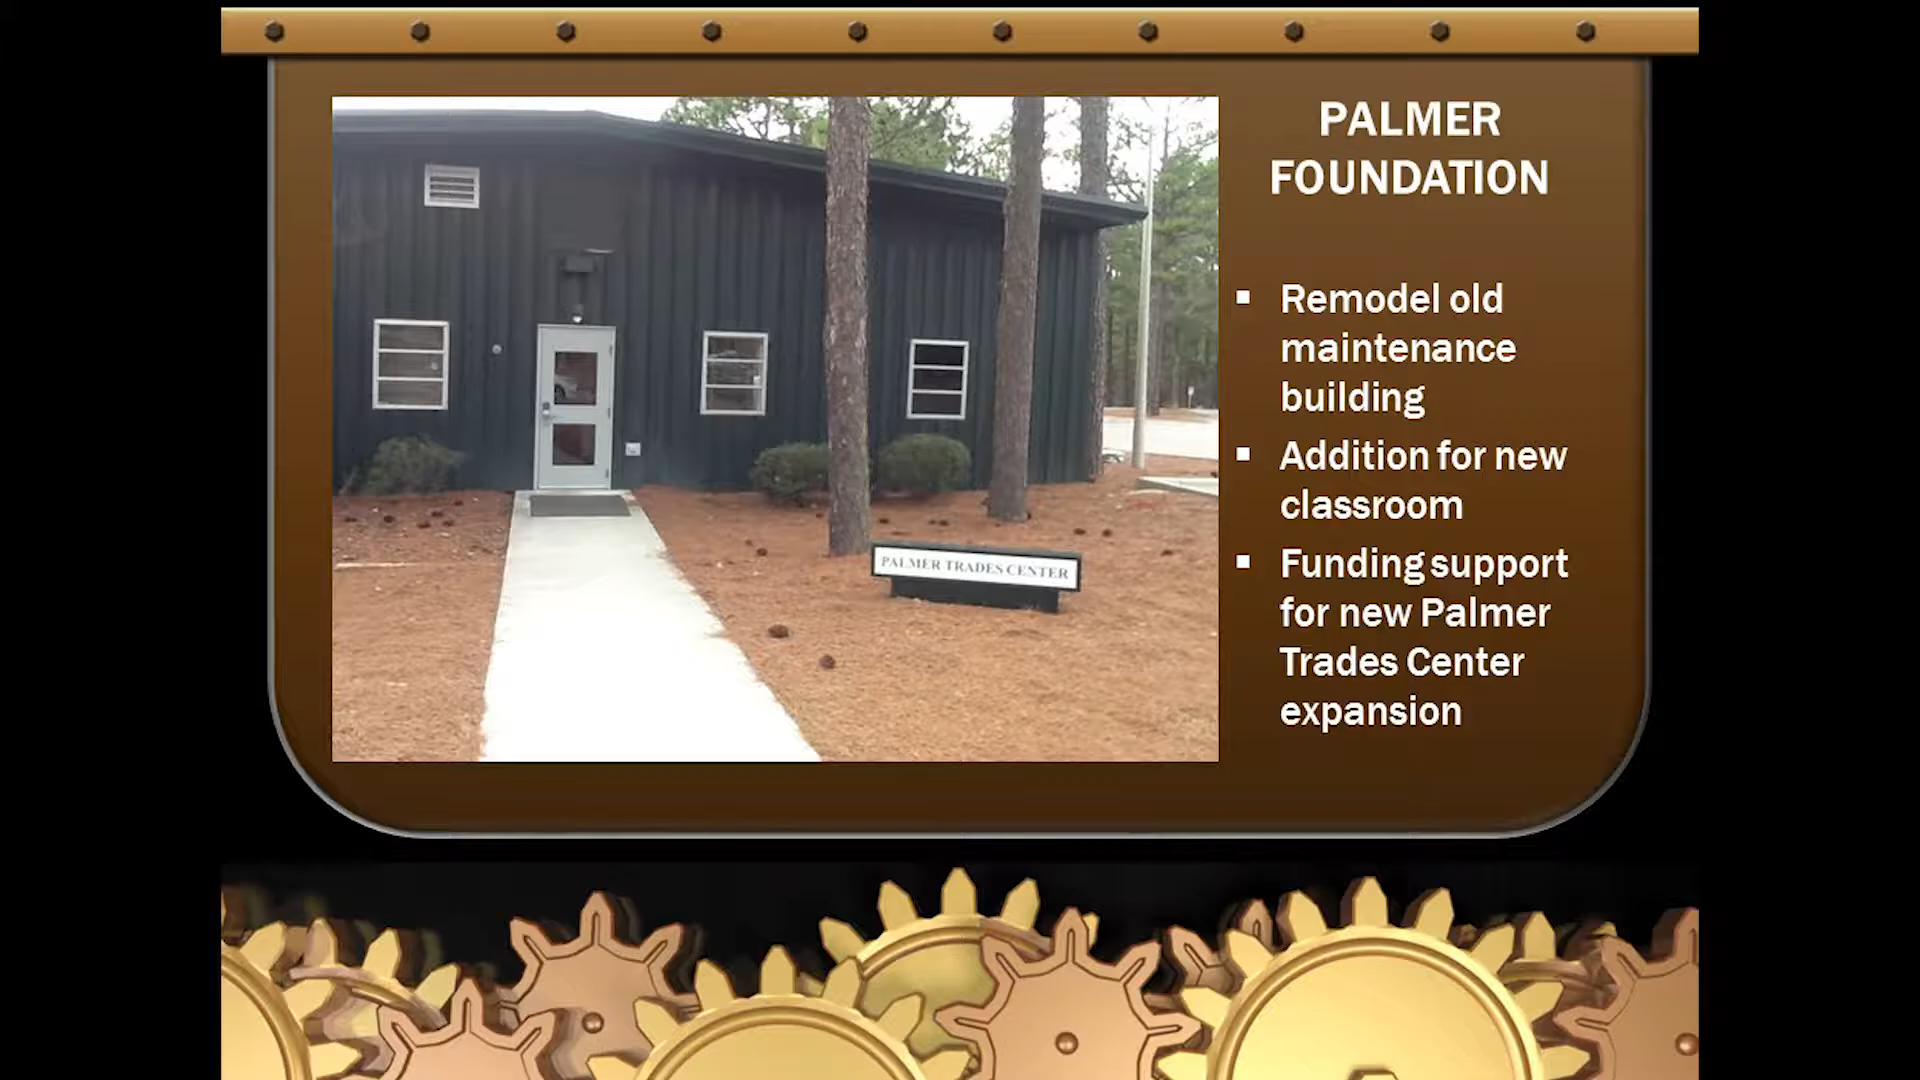 PALMER
FOUNDATION
Remodel old
maintenance
building
Addition for new
classroom
Funding support
for new Palmer
Trades Center
expansion
PALMER TRADES CENTER